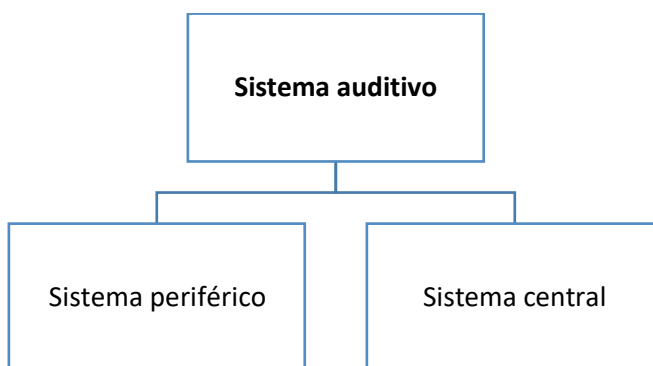 Sistema auditivo
Sistema periférico
Sistema central